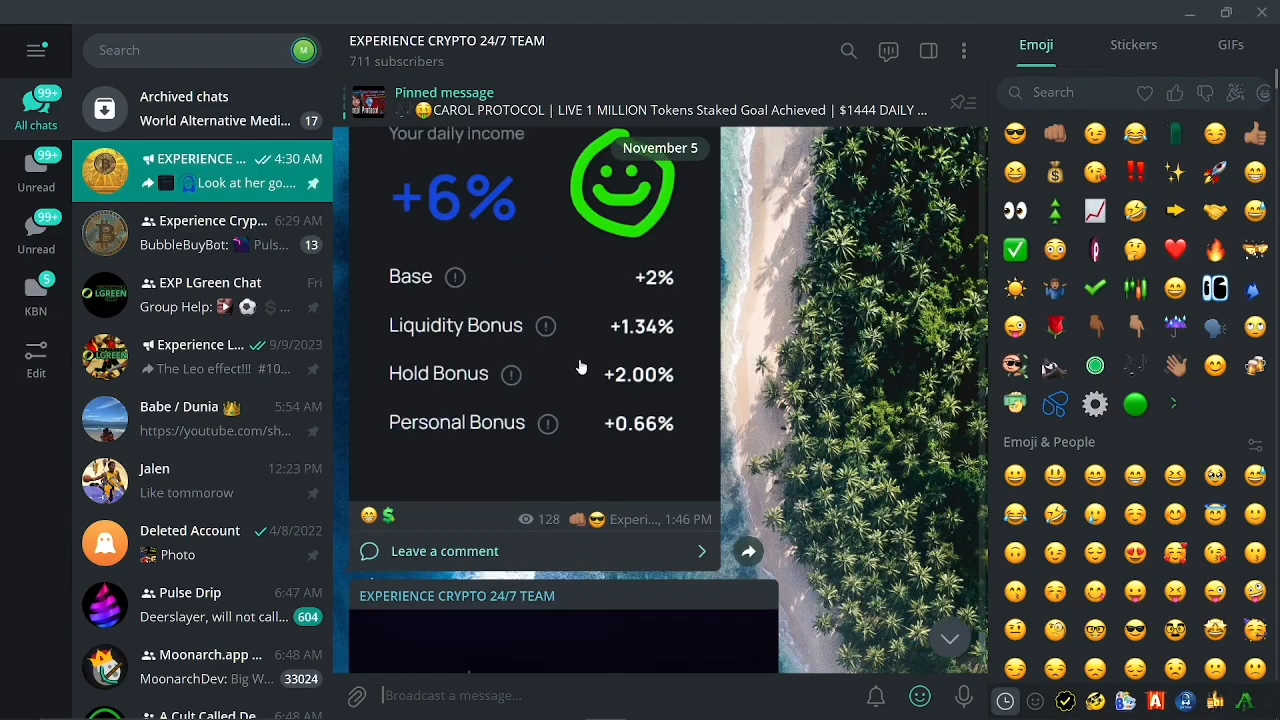 Search
M
EXPERIENCE CRYPTO 24/7 TEAM
711 subscribers
Emoji
Stickers
GIFs
Search
99+
All chats
99+
Unread
99+
Unread
5
KBN
Edit
Archived chats
World Alternative Medi...
17
EXPERIENCE ...
4:30 AM
Look at her go....
Experience Cryp...
6:29 AM
BubbleBuyBot: Puls...
13
EXP LGreen Chat
Fri
Group Help:
Experience L...
9/9/2023
The Leo effect!!! #10...
Babe / Dunia
5:54 AM
https://youtube.com/sh...
Jalen
12:23 PM
Like tommorow
Deleted Account
4/8/2022
Photo
Pulse Drip
6:47 AM
Deerslayer, will not call...
604
Moonarch.app ...
6:48 AM
MoonarchDev: Big W...
33024
A Cult Called De...
6:48 AM
Pinned message
CAROL PROTOCOL | LIVE 1 MILLION Tokens Staked Goal Achieved | $1444 DAILY ...
November 5
Your daily income
+6%
Base
+2%
Liquidity Bonus
+1.34%
Hold Bonus
+2.00%
Personal Bonus
+0.66%
128
Experi..., 1:46 PM
Leave a comment
EXPERIENCE CRYPTO 24/7 TEAM
Broadcast a message...
Emoji & People